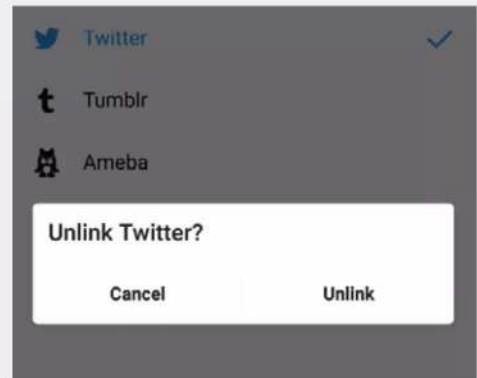 Twitter
Tumblr
Ameba
Unlink Twitter?
Cancel Unlink